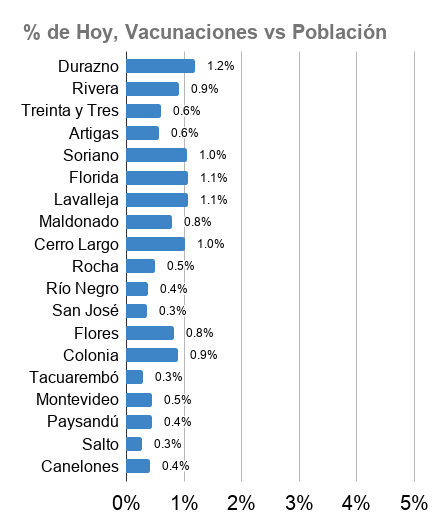 % de Hoy, Vacunaciones vs Población
Durazno 1.2%
Rivera 0.9%
Treinta y Tres 0.6%
Artigas 0.6%
Soriano 1.0%
Florida 1.1%
Lavalleja 1.1%
Maldonado 0.8%
Cerro Largo 1.0%
Rocha 0.5%
Río Negro 0.4%
San José 0.3%
Flores 0.8%
Colonia 0.9%
Tacuarembó 0.3%
Montevideo 0.5%
Paysandú 0.4%
Salto 0.3%
Canelones 0.4%
0% 1% 2% 3% 4% 5%